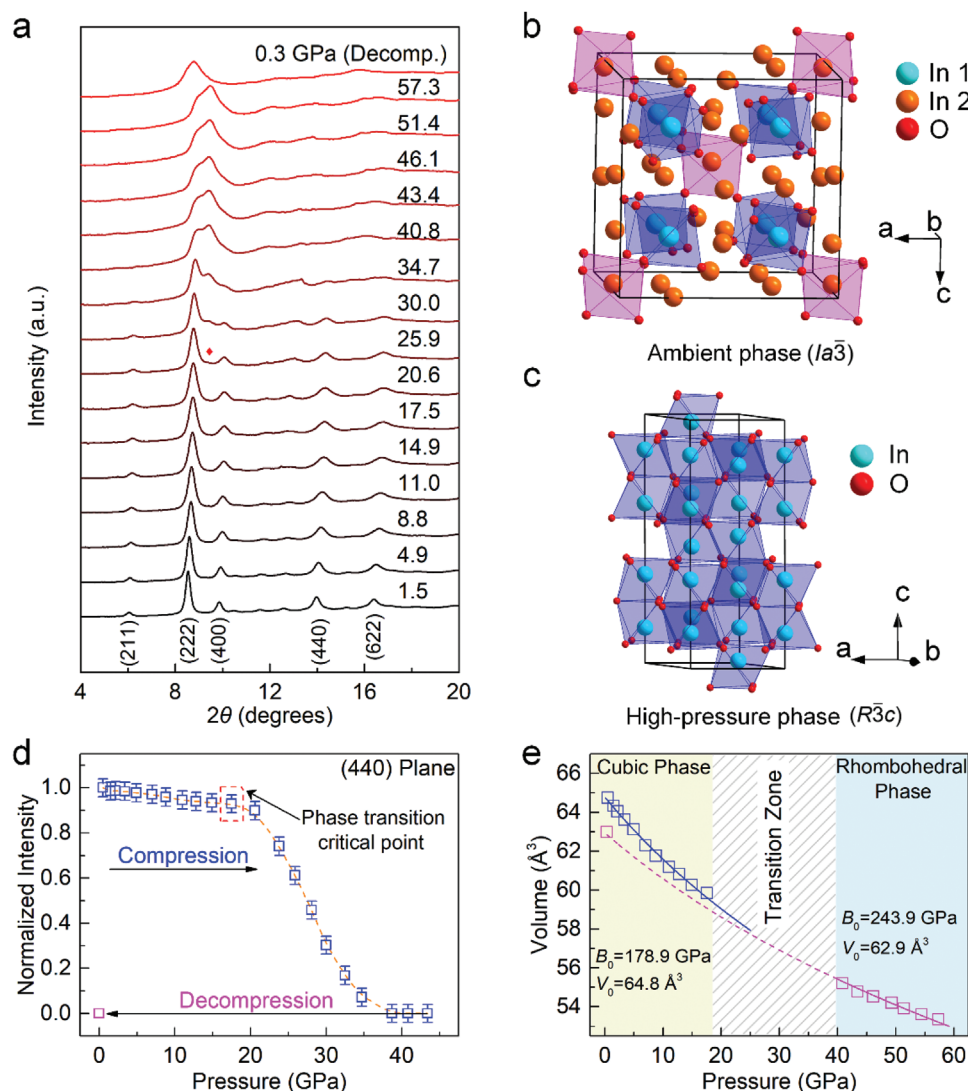 a
0.3 GPa (Decomp.)
57.3
51.4
46.1
43.4
40.8
34.7
30.0
25.9
20.6
17.5
14.9
11.0
8.8
4.9
1.5
(211)
(222)
(400)
(440)
(622)
4 8 12 16 20
2θ (degrees)
Intensity (a.u.)
b
In 1
In 2
O
a b
c
Ambient phase (Ia3̅)
c
In
O
c
a b
High-pressure phase (R3̅c)
d
(440) Plane
Phase transition
critical point
Compression
Decompression
1.0
0.8
0.6
0.4
0.2
0.0
0 10 20 30 40
Normalized Intensity
Pressure (GPa)
e
Cubic Phase
Transition Zone
Rhombohedral
Phase
B₀=178.9 GPa
V₀=64.8 Å³
B₀=243.9 GPa
V₀=62.9 Å³
66
64
62
60
58
56
54
0 10 20 30 40 50 60
Volume (Å³)
Pressure (GPa)